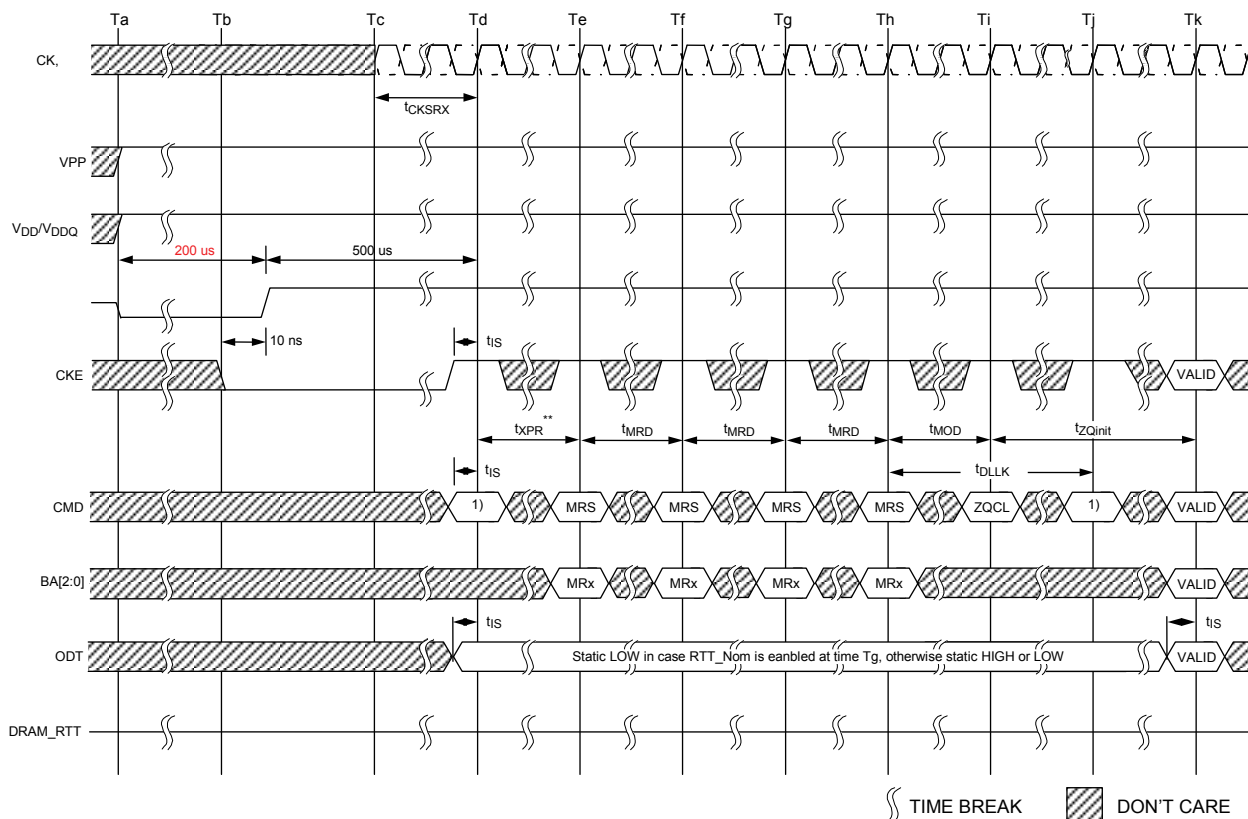 Ta Tb Tc Td Te Tf Tg Th Ti Tj Tk
CK,
tCKSRX
VPP
VDD/VDDQ
200 us 500 us
10 ns tIS
CKE VALID
tXPR** tMRD tMRD tMRD tMOD tZQinit
tIS tDLLK
CMD 1) MRS MRS MRS MRS ZQCL 1) VALID
BA[2:0] MRx MRx MRx MRx VALID
tIS tIS
ODT Static LOW in case RTT_Nom is eanbled at time Tg, otherwise static HIGH or LOW VALID
DRAM_RTT
TIME BREAK DON'T CARE